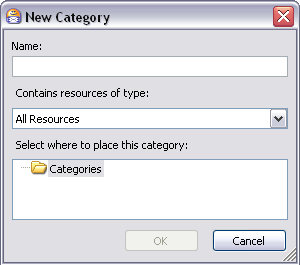 New Category
Name:
Contains resources of type:
All Resources
Select where to place this category:
Categories
OK
Cancel